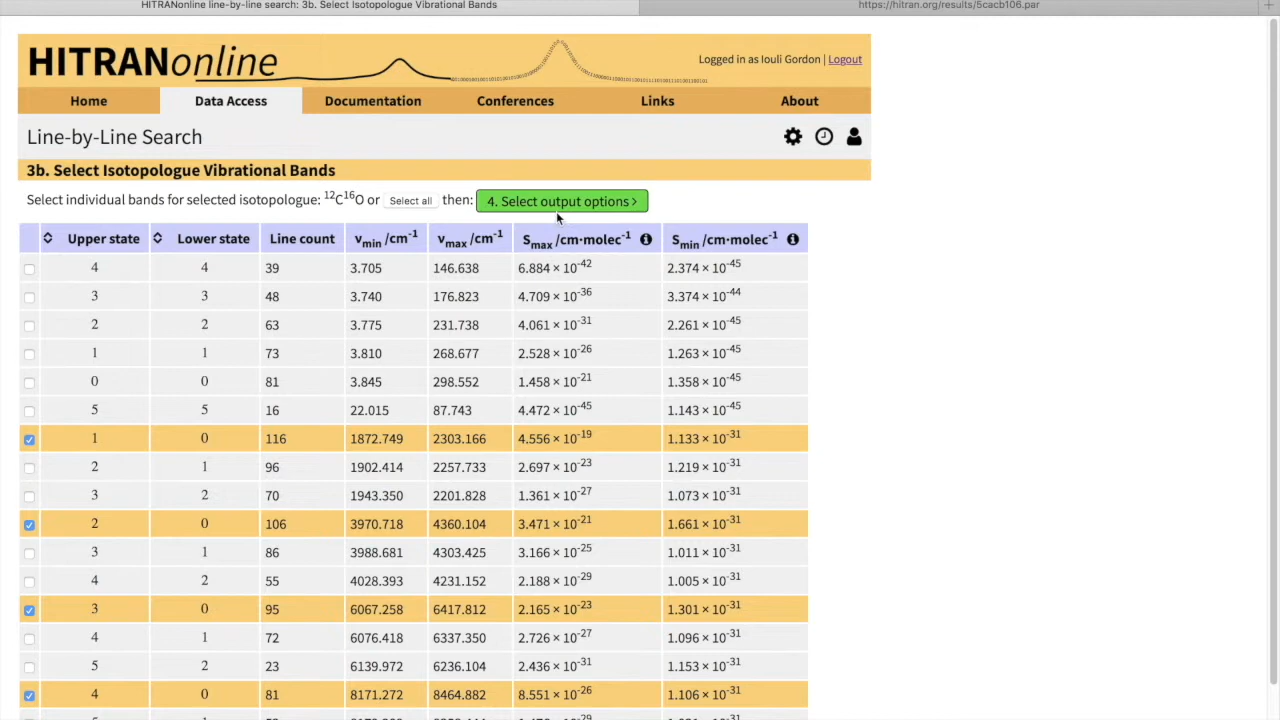 HITRANonline line-by-line search: 3b. Select Isotopologue Vibrational Bands
https://hitran.org/results/5cacb106.par
HITRANonline
Logged in as Iouli Gordon | Logout
Home Data Access Documentation Conferences Links About
Line-by-Line Search
3b. Select Isotopologue Vibrational Bands
Select individual bands for selected isotopologue: ¹²C¹⁶O or Select all then: 4. Select output options >
Upper state Lower state Line count νmin /cm⁻¹ νmax /cm⁻¹ Smax /cm·molec⁻¹ Smin /cm·molec⁻¹
4 4 39 3.705 146.638 6.884 × 10⁻⁴² 2.374 × 10⁻⁴⁵
3 3 48 3.740 176.823 4.709 × 10⁻³⁶ 3.374 × 10⁻⁴⁴
2 2 63 3.775 231.738 4.061 × 10⁻³¹ 2.261 × 10⁻⁴⁵
1 1 73 3.810 268.677 2.528 × 10⁻²⁶ 1.263 × 10⁻⁴⁵
0 0 81 3.845 298.552 1.458 × 10⁻²¹ 1.358 × 10⁻⁴⁵
5 5 16 22.015 87.743 4.472 × 10⁻⁴⁵ 1.143 × 10⁻⁴⁵
1 0 116 1872.749 2303.166 4.556 × 10⁻¹⁹ 1.133 × 10⁻³¹
2 1 96 1902.414 2257.733 2.697 × 10⁻²³ 1.219 × 10⁻³¹
3 2 70 1943.350 2201.828 1.361 × 10⁻²⁷ 1.073 × 10⁻³¹
2 0 106 3970.718 4360.104 3.471 × 10⁻²¹ 1.661 × 10⁻³¹
3 1 86 3988.681 4303.425 3.166 × 10⁻²⁵ 1.011 × 10⁻³¹
4 2 55 4028.393 4231.152 2.188 × 10⁻²⁹ 1.005 × 10⁻³¹
3 0 95 6067.258 6417.812 2.165 × 10⁻²³ 1.301 × 10⁻³¹
4 1 72 6076.418 6337.350 2.726 × 10⁻²⁷ 1.096 × 10⁻³¹
5 2 23 6139.972 6236.104 2.436 × 10⁻³¹ 1.153 × 10⁻³¹
4 0 81 8171.272 8464.882 8.551 × 10⁻²⁶ 1.106 × 10⁻³¹